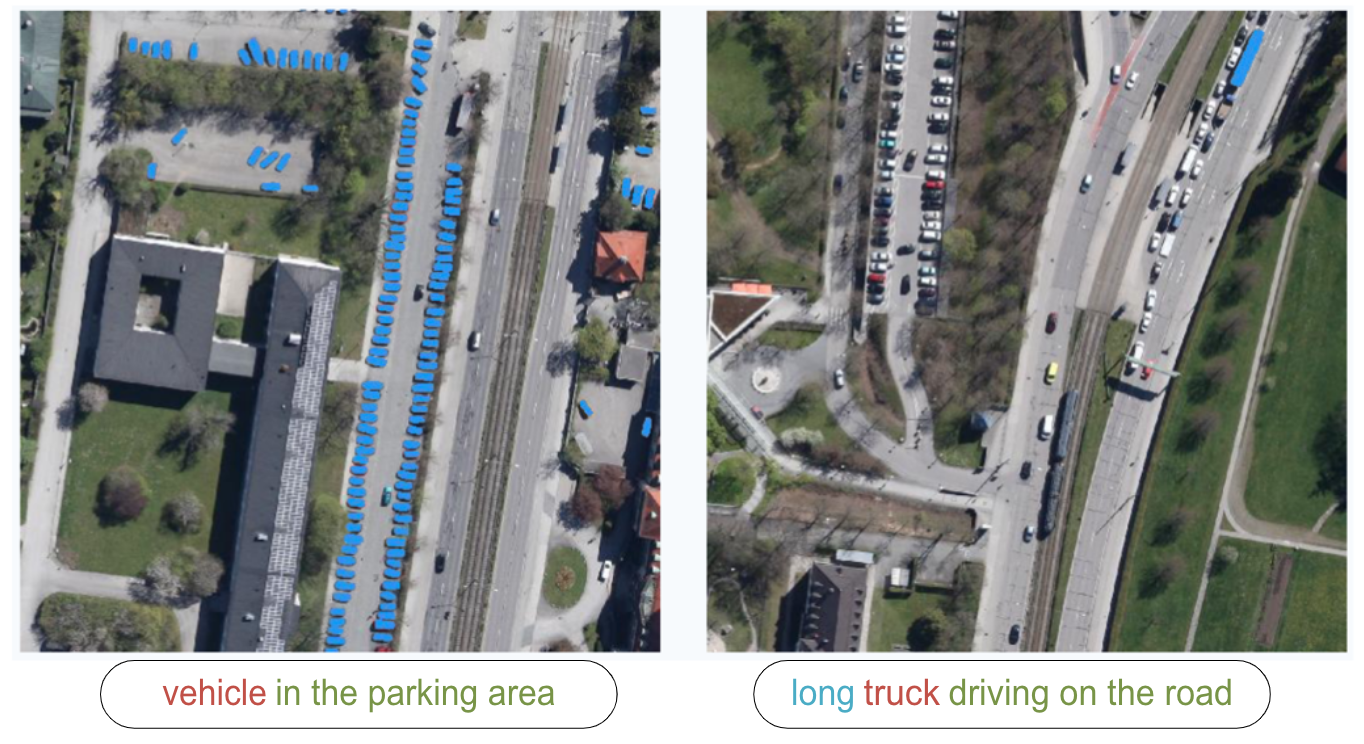 vehicle in the parking area
long truck driving on the road